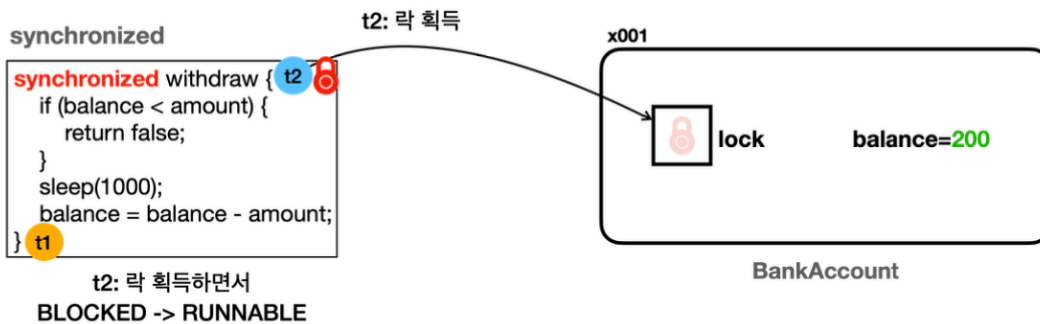 synchronized
synchronized withdraw { t2
if (balance < amount) {
return false;
}
sleep(1000);
balance = balance - amount;
} t1
t2: 락 획득하면서
BLOCKED -> RUNNABLE
t2: 락 획득
x001
lock
balance=200
BankAccount